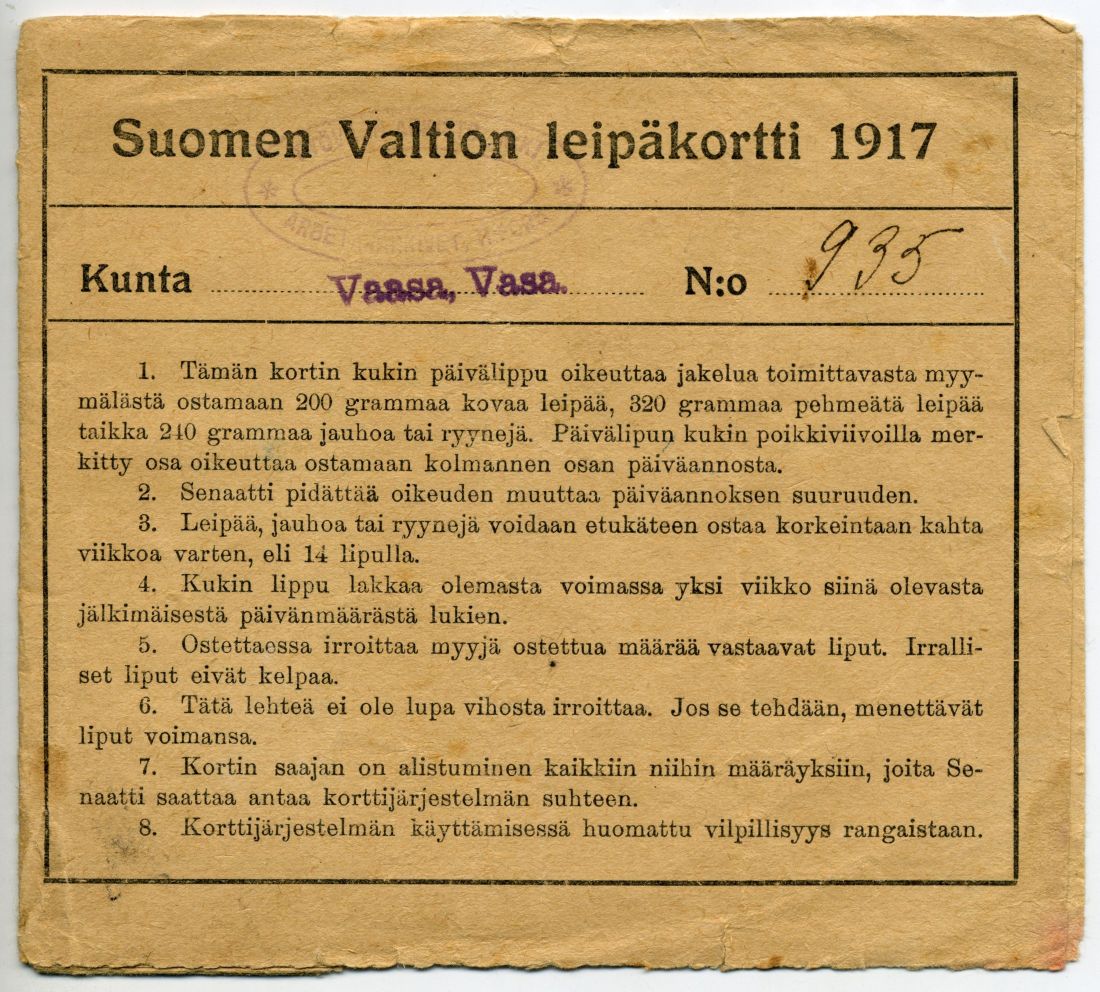 Suomen Valtion leipäkortti 1917
Kunta Vaasa, Vasa. N:o 935
1. Tämän kortin kukin päivälippu oikeuttaa jakelua toimittavasta myy-
mälästä ostamaan 200 grammaa kovaa leipää, 320 grammaa pehmeätä leipää
taikka 240 grammaa jauhoa tai ryynejä. Päivälipun kukin poikkiviivoilla mer-
kitty osa oikeuttaa ostamaan kolmannen osan päiväannosta.
2. Senaatti pidättää oikeuden muuttaa päiväannoksen suuruuden.
3. Leipää, jauhoa tai ryynejä voidaan etukäteen ostaa korkeintaan kahta
viikkoa varten, eli 14 lipulla.
4. Kukin lippu lakkaa olemasta voimassa yksi viikko siinä olevasta
jälkimäisestä päivänmäärästä lukien.
5. Ostettaessa irroittaa myyjä ostettua määrää vastaavat liput. Irralli-
set liput eivät kelpaa.
6. Tätä lehteä ei ole lupa vihosta irroittaa. Jos se tehdään, menettävät
liput voimansa.
7. Kortin saajan on alistuminen kaikkiin niihin määräyksiin, joita Se-
naatti saattaa antaa korttijärjestelmän suhteen.
8. Korttijärjestelmän käyttämisessä huomattu vilpillisyys rangaistaan.